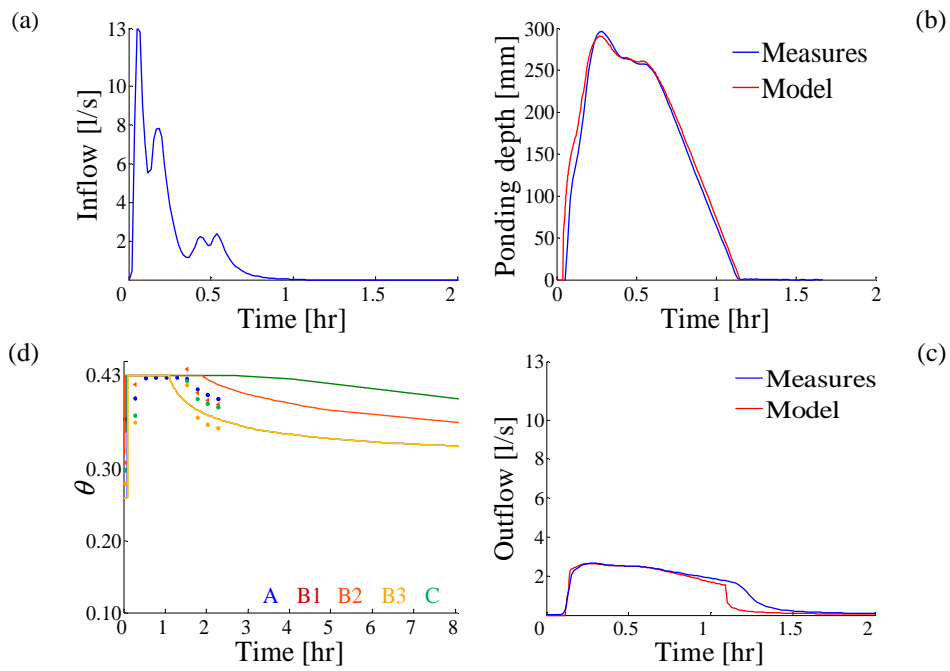 (a)
13
10
8
6
4
2
0
0.5
1
1.5
2
Inflow [l/s]
Time [hr]
(b)
300
250
200
150
100
50
0
0
0.5
1
1.5
2
Ponding depth [mm]
Time [hr]
Measures
Model
(d)
0.43
0.30
0.20
0.10
θ
0
1
2
3
4
5
6
7
8
A B1 B2 B3 C
Time [hr]
(c)
13
10
8
6
4
2
0
0.5
1
1.5
2
Outflow [l/s]
Time [hr]
Measures
Model